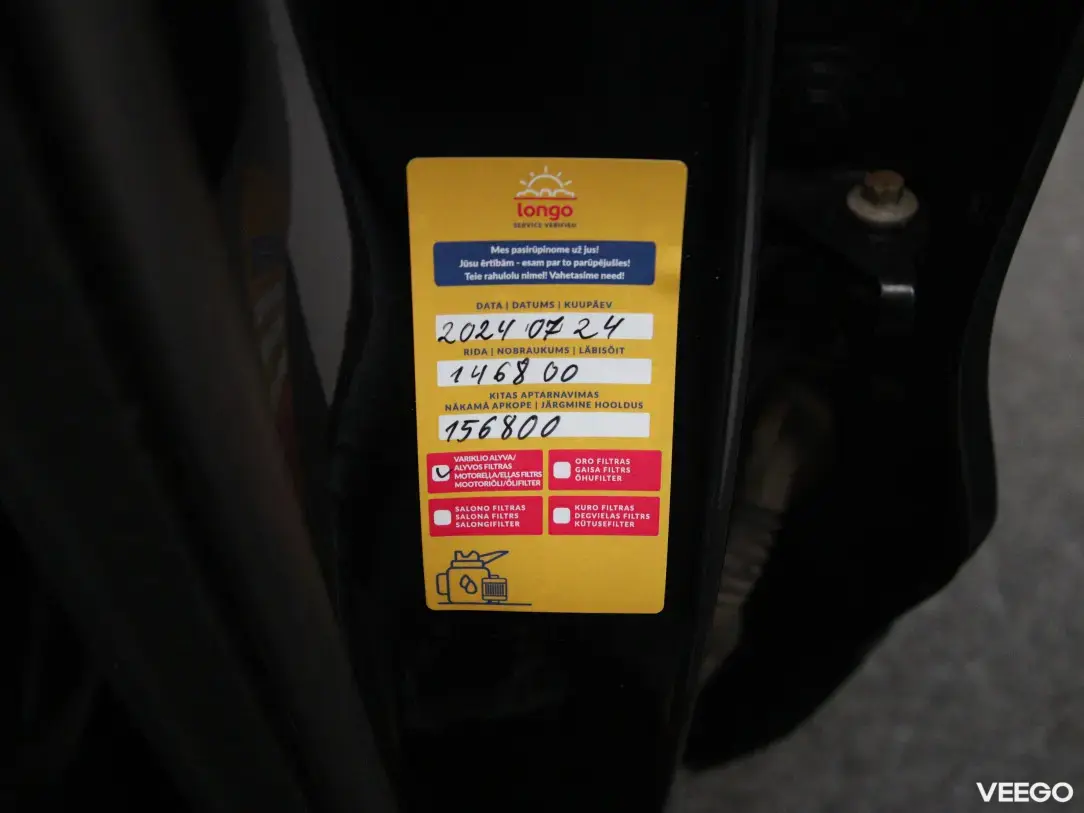 longo
SERVICE VERIFIED
Mes pasirūpinome už jus!
Jūsu ērtībām - esam par to parūpējušies!
Teie rahulolu nimel! Vahetasime need!
DATA | DATUMS | KUUPÄEV
2024 07 24
RIDA | NOBRAUKUMS | LÄBISÕIT
146800
KITAS APTARNAVIMAS
NĀKAMĀ APKOPE | JÄRGMINE HOOLDUS
156800
VARIKLIO ALYVA/
ALYVOS FILTRAS
MOTOREĻĻA/EĻĻAS FILTRS
MOOTORIÕLI/ÕLIFILTER
ORO FILTRAS
GAISA FILTRS
ÕHUFILTER
SALONO FILTRAS
SALONA FILTRS
SALONGIFILTER
KURO FILTRAS
DEGVIELAS FILTRS
KÜTUSEFILTER
VEEGO